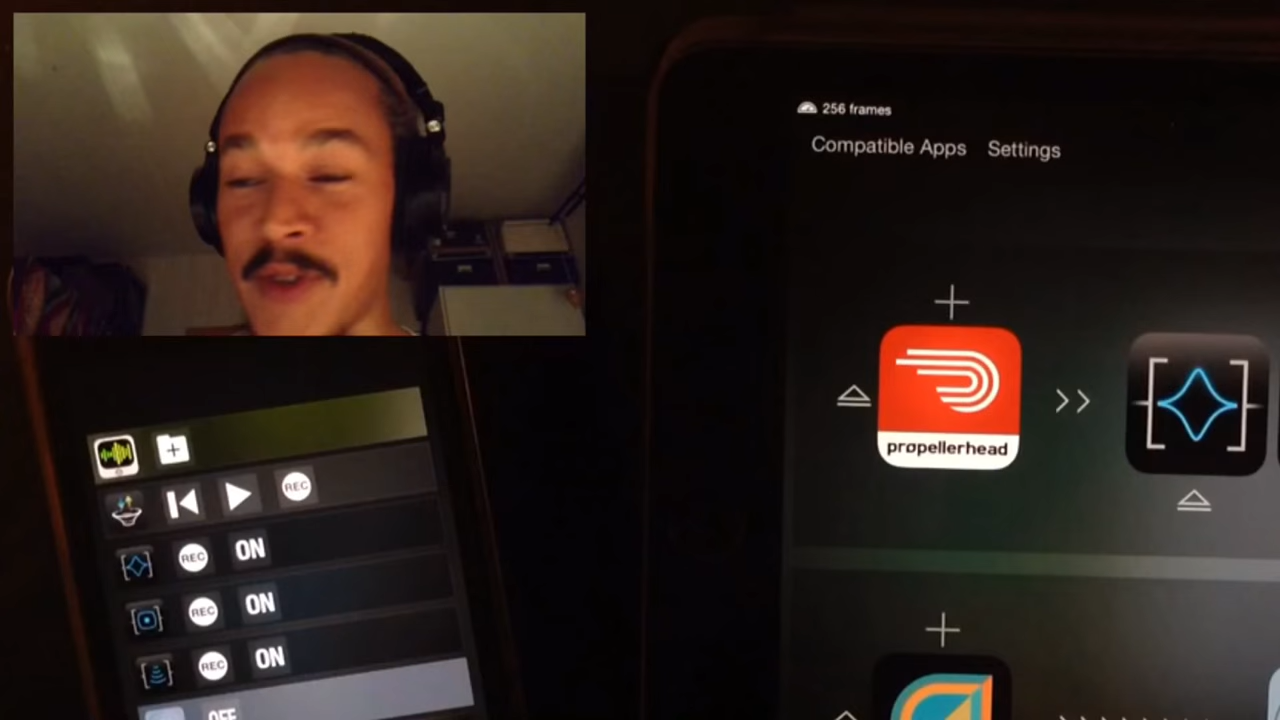 256 frames
Compatible Apps Settings
propellerhead
REC
REC ON
REC ON
REC ON
OFF